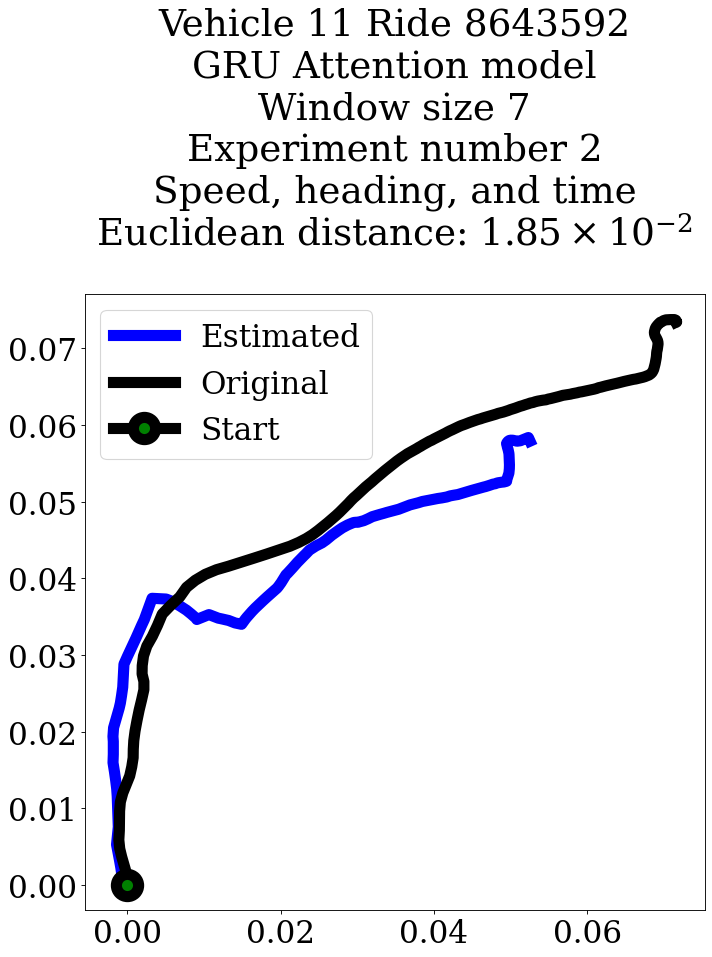 Vehicle 11 Ride 8643592
GRU Attention model
Window size 7
Experiment number 2
Speed, heading, and time
Euclidean distance: 1.85 × 10⁻²
Estimated
Original
Start
0.07
0.06
0.05
0.04
0.03
0.02
0.01
0.00
0.00 0.02 0.04 0.06